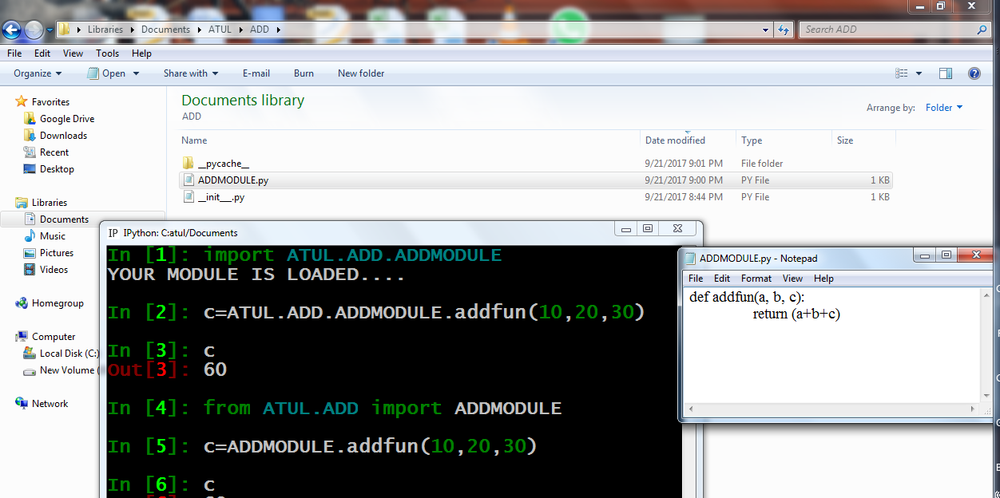 Libraries Documents ATUL ADD Search ADD
File Edit View Tools Help
Organize Open Share with E-mail Burn New folder
Favorites
Google Drive
Downloads
Recent
Desktop
Libraries
Documents
Music
Pictures
Videos
Homegroup
Computer
Local Disk (C:)
New Volume (
Network
Documents library
ADD
Arrange by: Folder
Name Date modified Type Size
__pycache__ 9/21/2017 9:01 PM File folder
ADDMODULE.py 9/21/2017 9:00 PM PY File 1 KB
__init__.py 9/21/2017 8:44 PM PY File 1 KB
IP IPython: C:atul/Documents
In [1]: import ATUL.ADD.ADDMODULE
YOUR MODULE IS LOADED....
In [2]: c=ATUL.ADD.ADDMODULE.addfun(10,20,30)
In [3]: c
Out[3]: 60
In [4]: from ATUL.ADD import ADDMODULE
In [5]: c=ADDMODULE.addfun(10,20,30)
In [6]: c
ADDMODULE.py - Notepad
File Edit Format View Help
def addfun(a, b, c):
return (a+b+c)